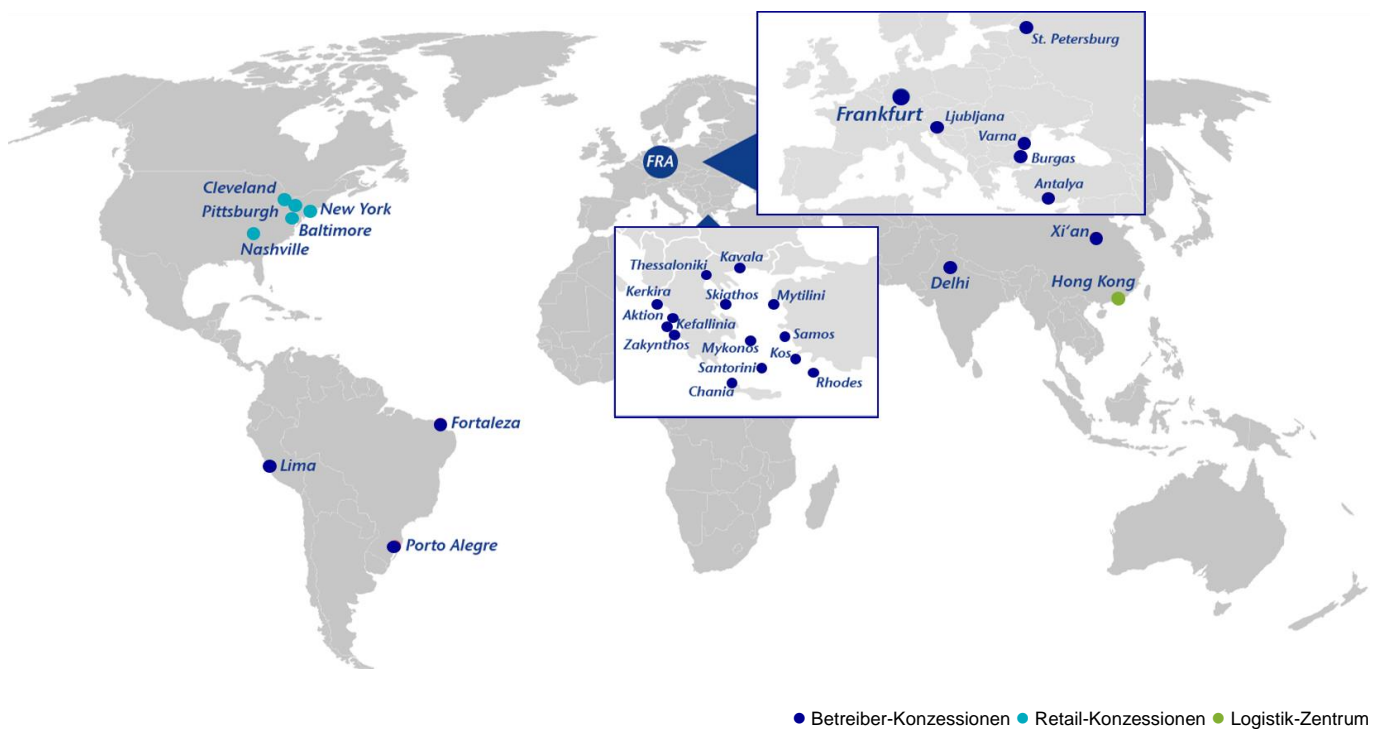 St. Petersburg
Frankfurt
Ljubljana
Varna
Burgas
Antalya
FRA
Cleveland
Pittsburgh
New York
Baltimore
Nashville
Xi’an
Delhi
Hong Kong
Thessaloniki
Kavala
Kerkira
Skiathos
Mytilini
Aktion
Kefallinia
Zakynthos
Mykonos
Samos
Kos
Santorini
Rhodes
Chania
Fortaleza
Lima
Porto Alegre
Betreiber-Konzessionen Retail-Konzessionen Logistik-Zentrum